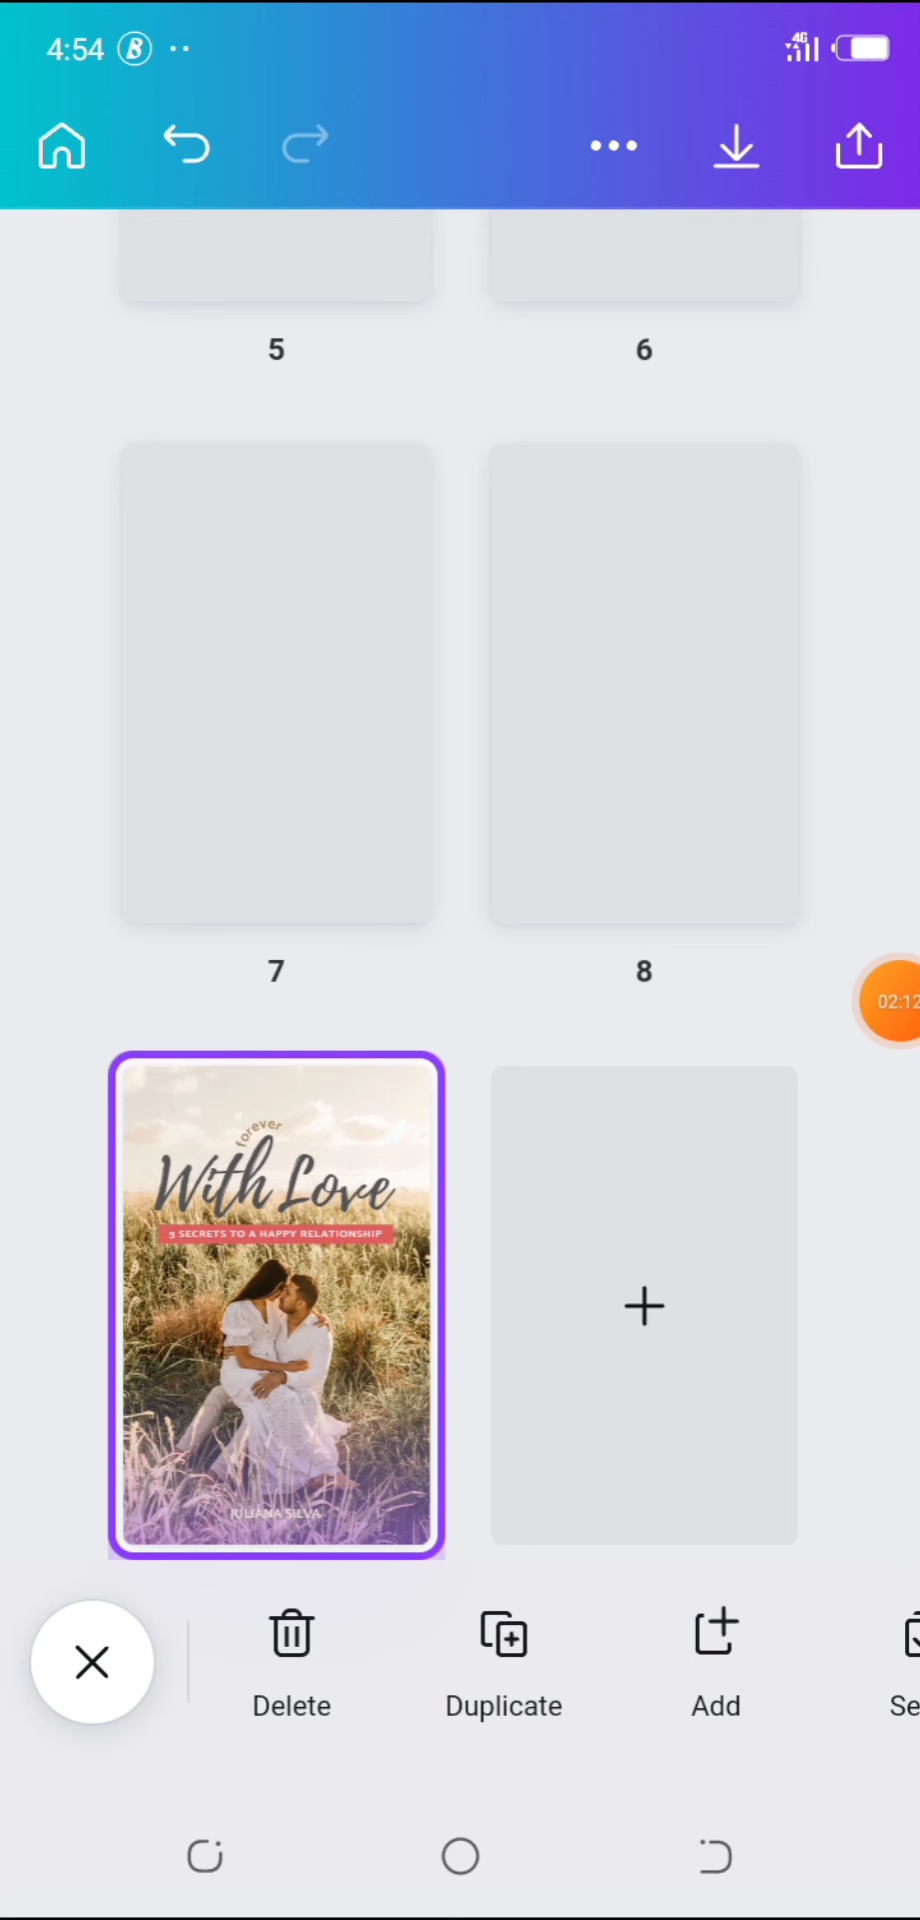 4:54
4G
5
6
7
8
02:12
forever
With Love
5 SECRETS TO A HAPPY RELATIONSHIP
JULIANA SILVA
Delete
Duplicate
Add
Se